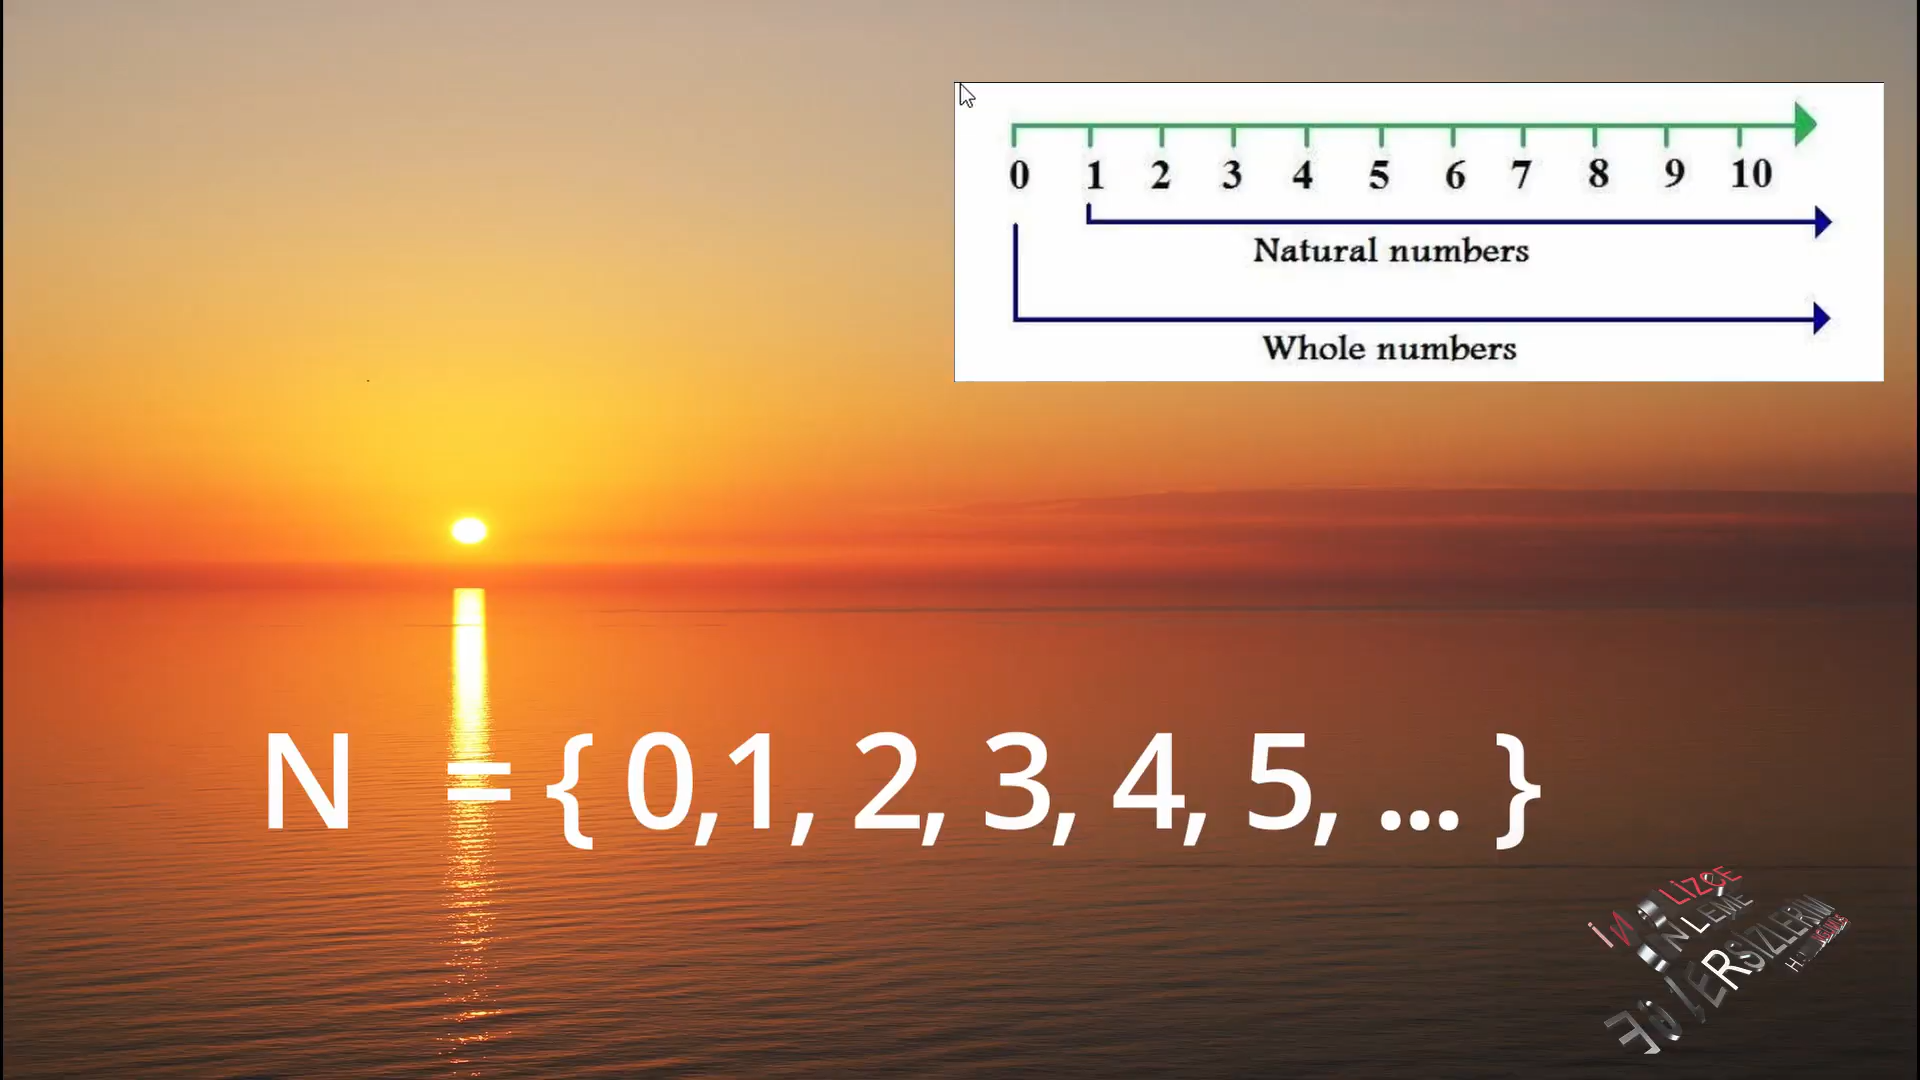 0 1 2 3 4 5 6 7 8 9 10
Natural numbers
Whole numbers
N = { 0,1, 2, 3, 4, 5, ... }